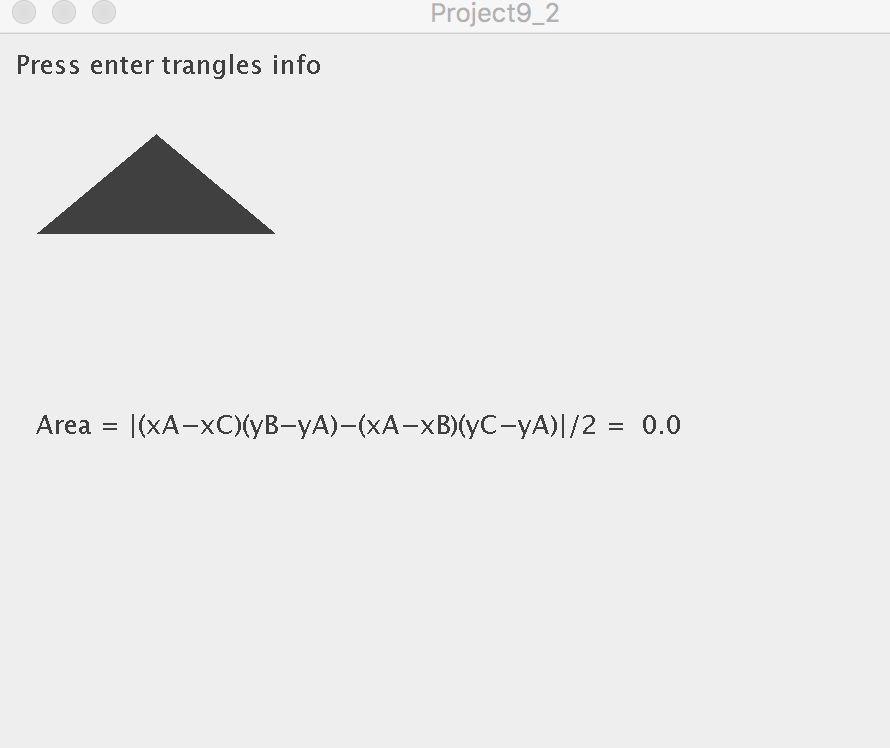 Project9_2
Press enter trangles info
Area = |(xA−xC)(yB−yA)−(xA−xB)(yC−yA)|/2 = 0.0